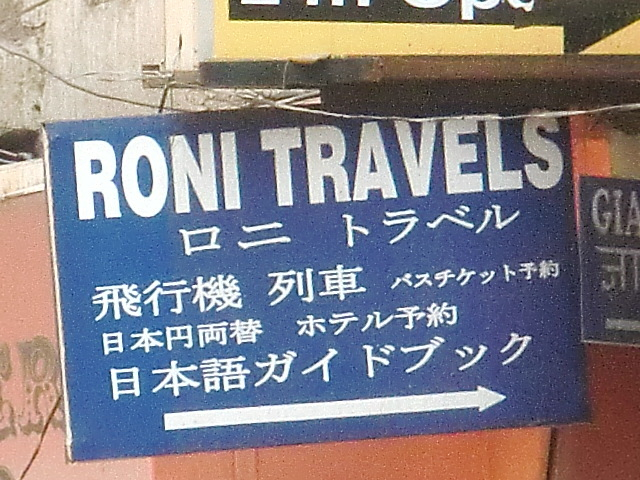 RONI TRAVELS
ロニ トラベル
飛行機 列車 バスチケット予約
日本円両替 ホテル予約
日本語ガイドブック
GIA